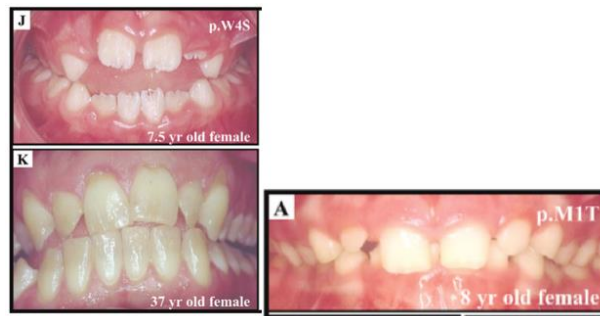 J
p.W4S
7.5 yr old female
K
37 yr old female
A
p.M1T
8 yr old female